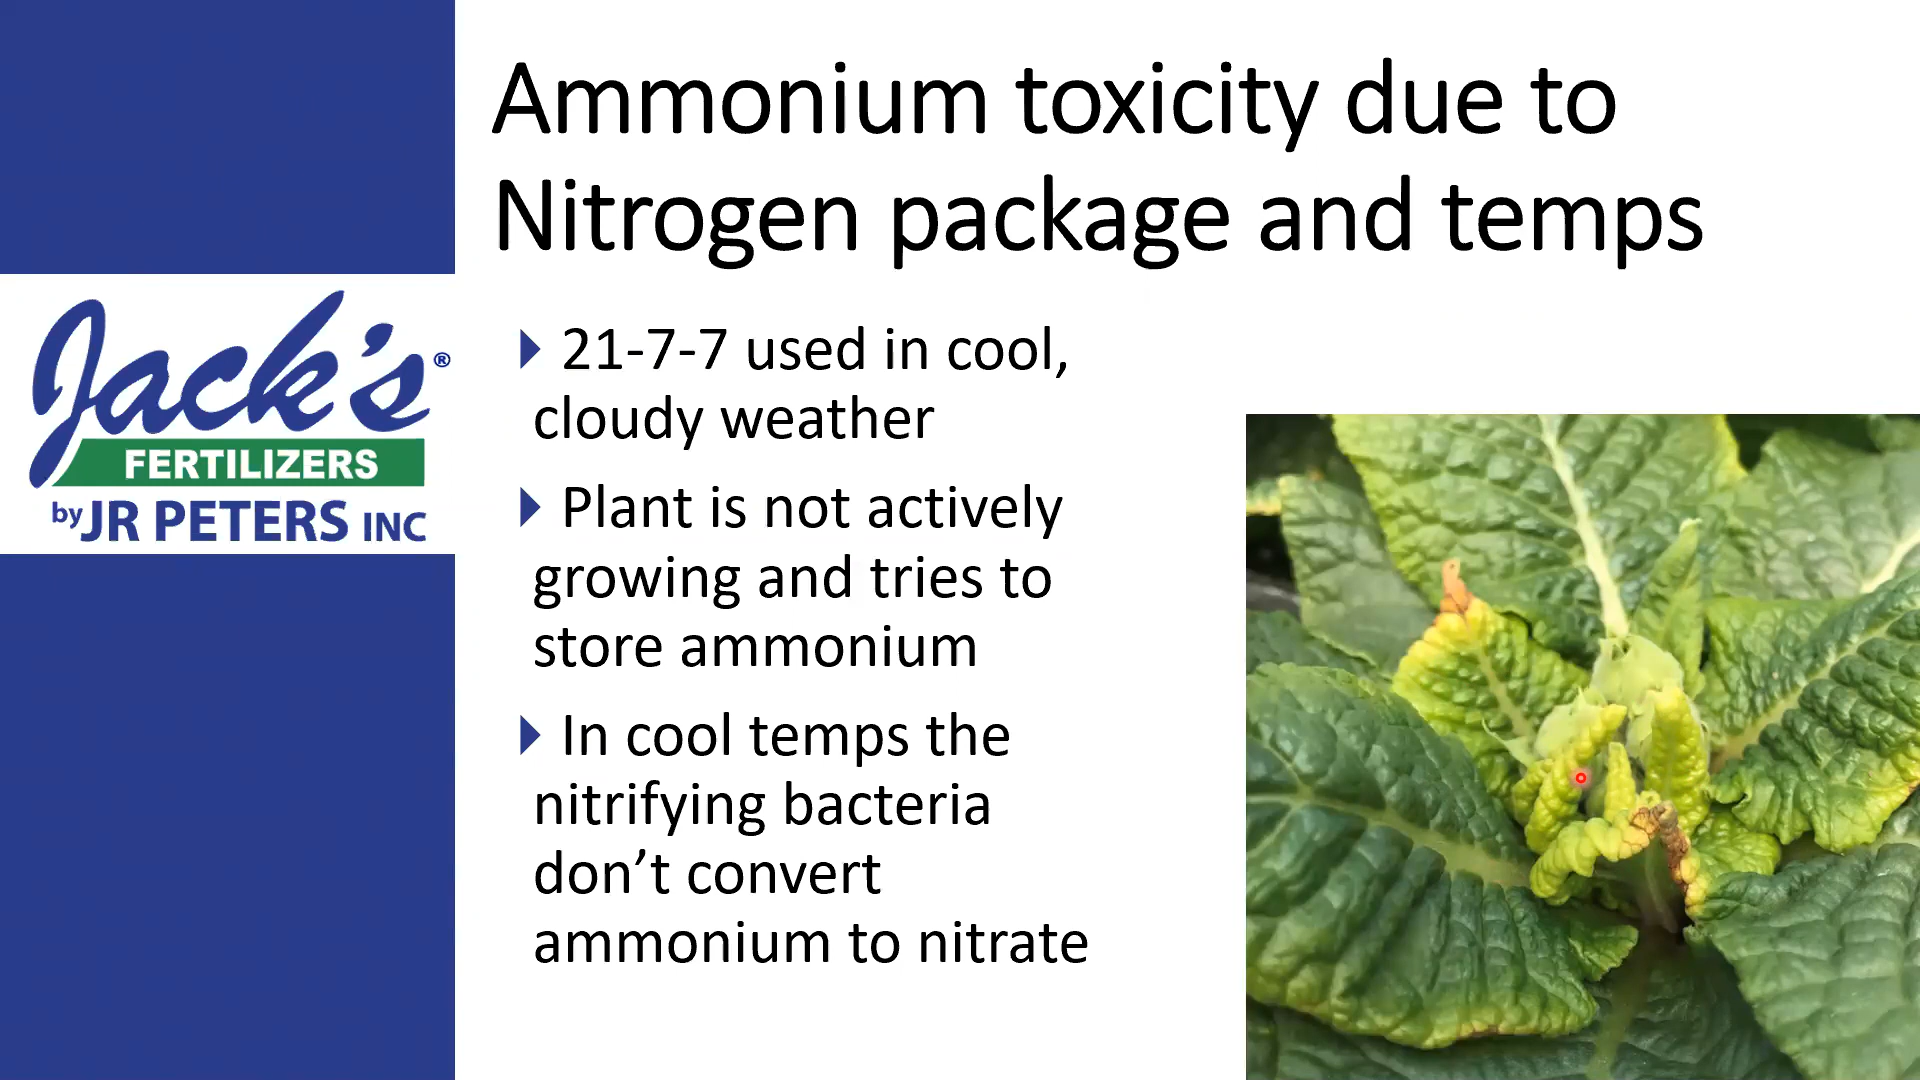 Ammonium toxicity due to
Nitrogen package and temps
Jack's®
FERTILIZERS
by JR PETERS INC
21-7-7 used in cool,
cloudy weather
Plant is not actively
growing and tries to
store ammonium
In cool temps the
nitrifying bacteria
don’t convert
ammonium to nitrate